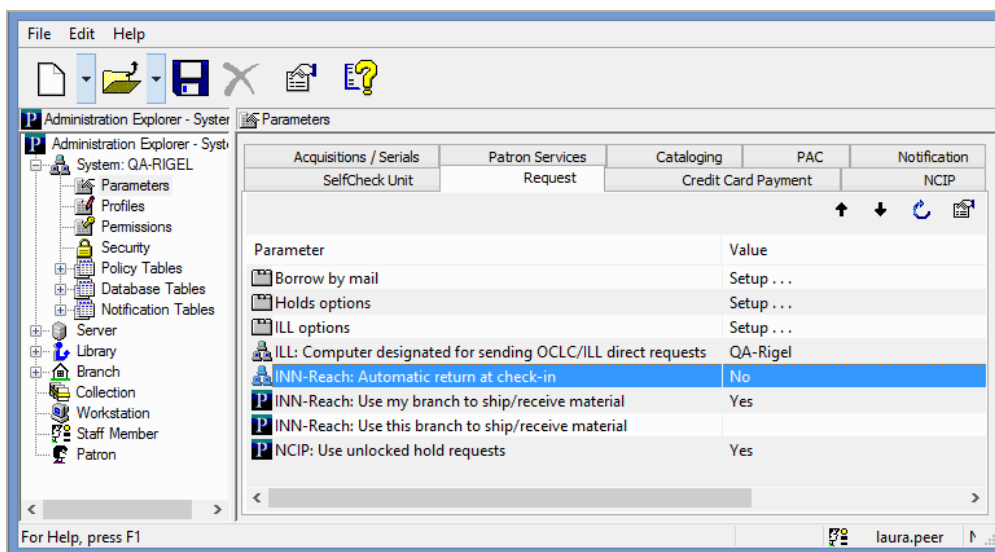 File Edit Help
Administration Explorer - Syster
Parameters
Administration Explorer - Syst
System: QA-RIGEL
Parameters
Profiles
Permissions
Security
Policy Tables
Database Tables
Notification Tables
Server
Library
Branch
Collection
Workstation
Staff Member
Patron
Acquisitions / Serials Patron Services Cataloging PAC Notification
SelfCheck Unit Request Credit Card Payment NCIP
Parameter Value
Borrow by mail Setup . . .
Holds options Setup . . .
ILL options Setup . . .
ILL: Computer designated for sending OCLC/ILL direct requests QA-Rigel
INN-Reach: Automatic return at check-in No
INN-Reach: Use my branch to ship/receive material Yes
INN-Reach: Use this branch to ship/receive material
NCIP: Use unlocked hold requests Yes
For Help, press F1 laura.peer